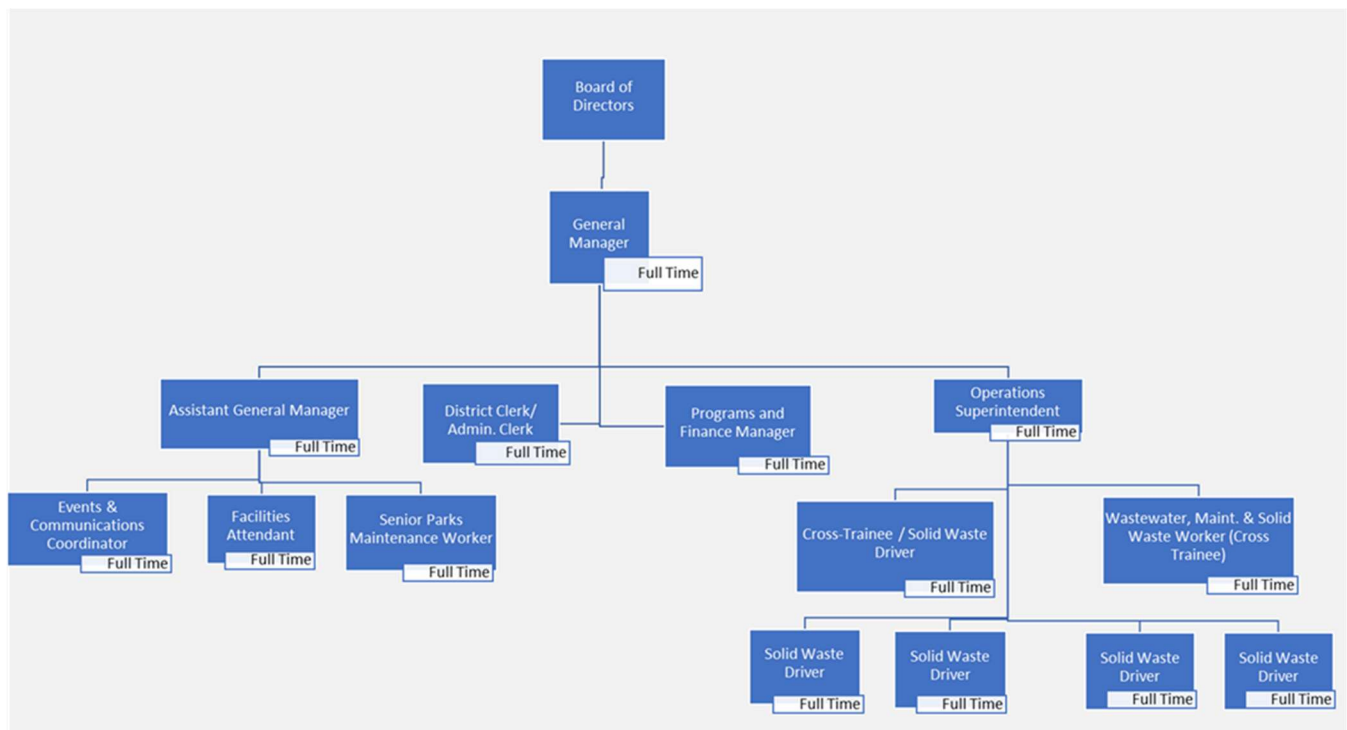 Board of
Directors
General
Manager
Full Time
Assistant General Manager
Full Time
District Clerk/
Admin. Clerk
Full Time
Programs and
Finance Manager
Full Time
Operations
Superintendent
Full Time
Events &
Communications
Coordinator
Full Time
Facilities
Attendant
Full Time
Senior Parks
Maintenance Worker
Full Time
Cross-Trainee / Solid Waste
Driver
Full Time
Wastewater, Maint. & Solid
Waste Worker (Cross
Trainee)
Full Time
Solid Waste
Driver
Full Time
Solid Waste
Driver
Full Time
Solid Waste
Driver
Full Time
Solid Waste
Driver
Full Time